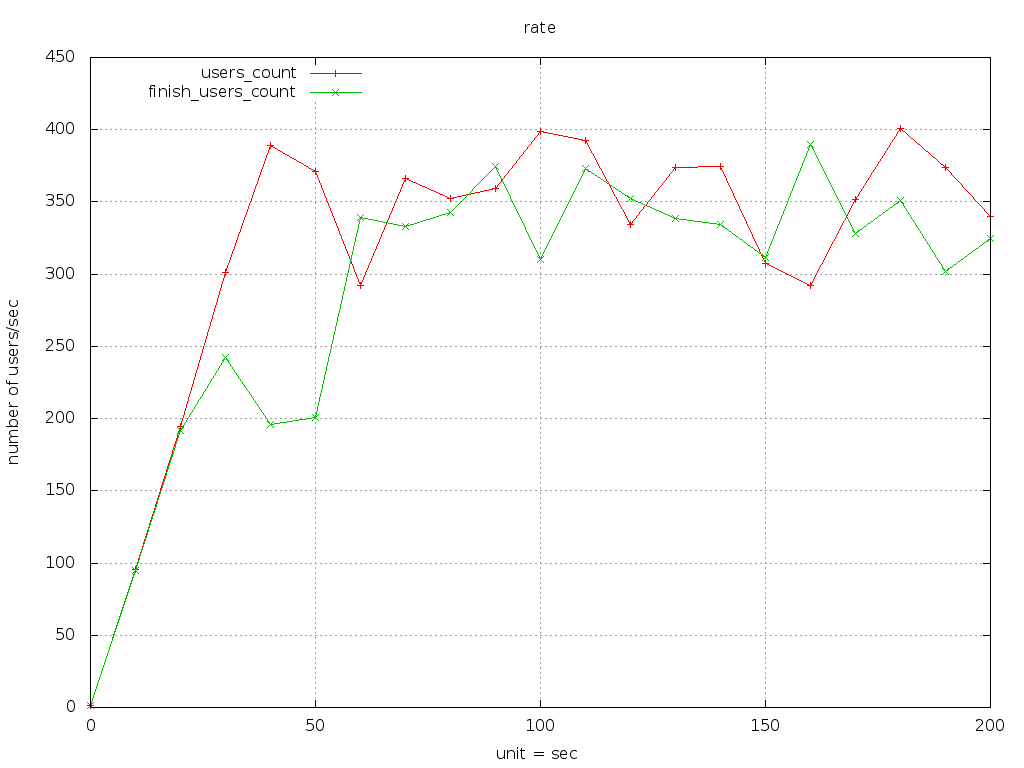 rate
450
users_count
finish_users_count
400
350
300
250
200
150
100
50
0
number of users/sec
0 50 100 150 200
unit = sec